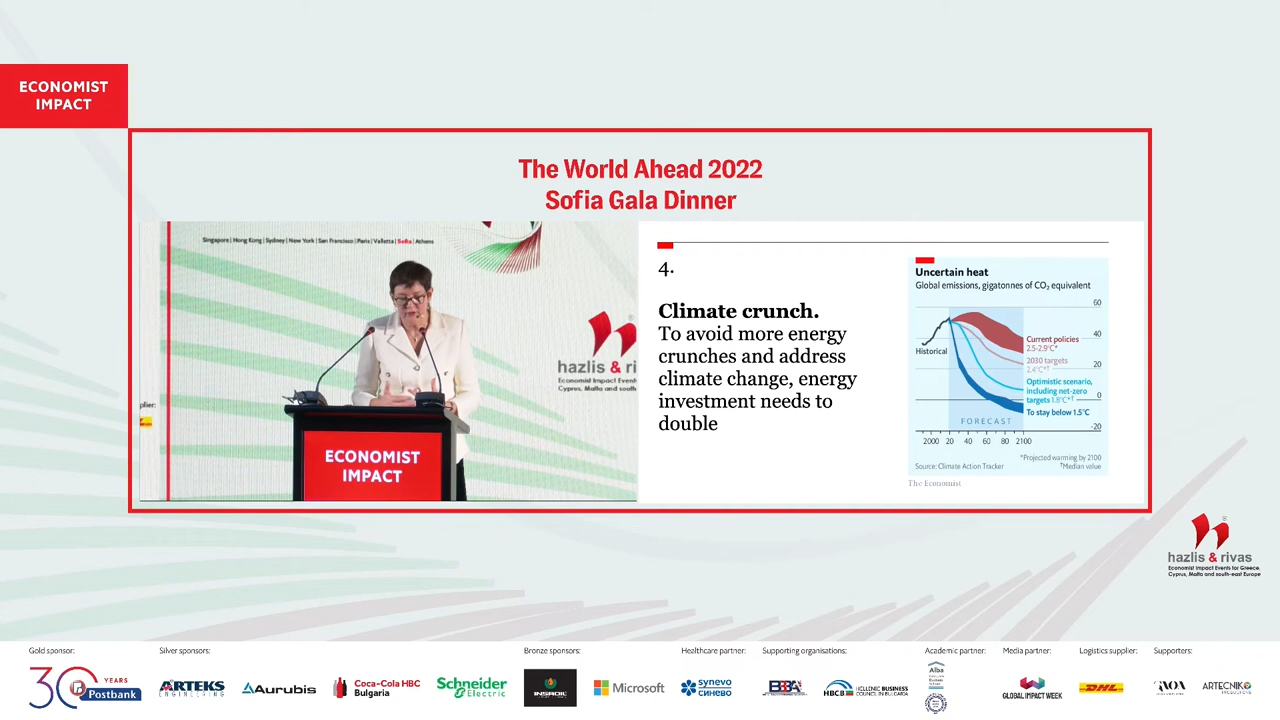 ECONOMIST
IMPACT
The World Ahead 2022
Sofia Gala Dinner
Singapore | Hong Kong | Sydney | New York | San Francisco | Paris | Valletta | Sofia | Athens
hazlis & ri
Economist Impact Event
Cyprus, Malta and south
plier:
ECONOMIST
IMPACT
4.
Climate crunch.
To avoid more energy
crunches and address
climate change, energy
investment needs to
double
Uncertain heat
Global emissions, gigatonnes of CO₂ equivalent
60
40
20
0
-20
Historical
Current policies
2.5-2.9°C*
2030 targets
2.4°C*†
Optimistic scenario,
including net-zero
targets 1.8°C*†
To stay below 1.5°C
FORECAST
2000 20 40 60 80 2100
*Projected warming by 2100
Source: Climate Action Tracker
†Median value
The Economist
hazlis & rivas
®
Economist Impact Events for Greece,
Cyprus, Malta and south-east Europe
Gold sponsor:
30 YEARS
Postbank
Silver sponsors:
ARTEKS
ENGINEERING
Aurubis
Coca-Cola HBC
Bulgaria
Schneider
Electric
Bronze sponsors:
INSAOIL
Microsoft
Healthcare partner:
synevo
СИНЕВО
Supporting organisations:
BBBA
HBCB
HELLENIC BUSINESS
COUNCIL IN BULGARIA
Academic partner:
Alba
Media partner:
GLOBAL IMPACT WEEK
Logistics supplier:
DHL
Supporters:
ARTECNIKO
PRODUCTIONS